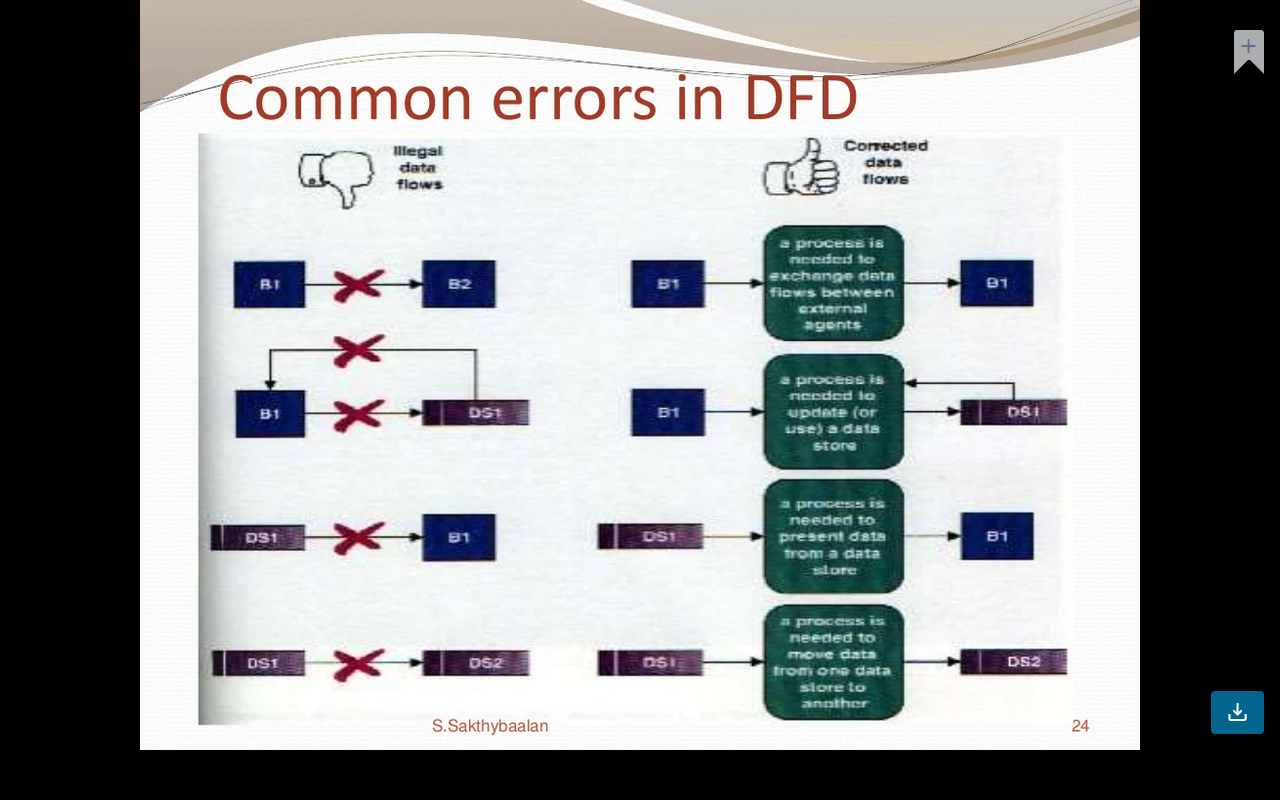 Common errors in DFD
Illegal
data
flows
Corrected
data
flows
B1
B2
B1
a process is
needed to
exchange data
flows between
external
agents
B1
B1
DS1
B1
a process is
needed to
update (or
use) a data
store
DS1
DS1
B1
DS1
a process is
needed to
present data
from a data
store
B1
DS1
DS2
DS1
a process is
needed to
move data
from one data
store to
another
DS2
S.Sakthybaalan
24